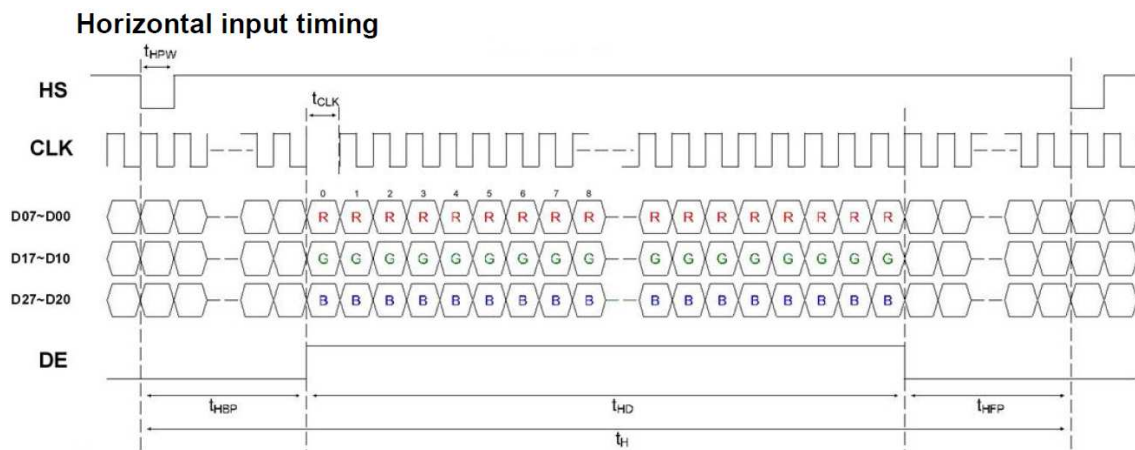 Horizontal input timing
tHPW
HS
tCLK
CLK
0 1 2 3 4 5 6 7 8
D07~D00 R R R R R R R R R R R R R R R R R
D17~D10 G G G G G G G G G G G G G G G G G
D27~D20 B B B B B B B B B B B B B B B B B
DE
tHBP tHD tHFP
tH